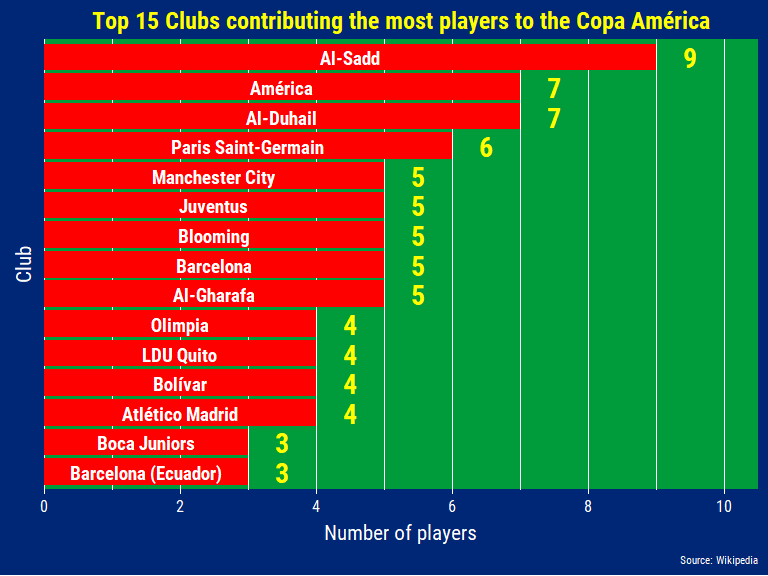 Top 15 Clubs contributing the most players to the Copa América
Al-Sadd 9
América 7
Al-Duhail 7
Paris Saint-Germain 6
Manchester City 5
Juventus 5
Blooming 5
Barcelona 5
Al-Gharafa 5
Olimpia 4
LDU Quito 4
Bolívar 4
Atlético Madrid 4
Boca Juniors 3
Barcelona (Ecuador) 3
Club
0 2 4 6 8 10
Number of players
Source: Wikipedia